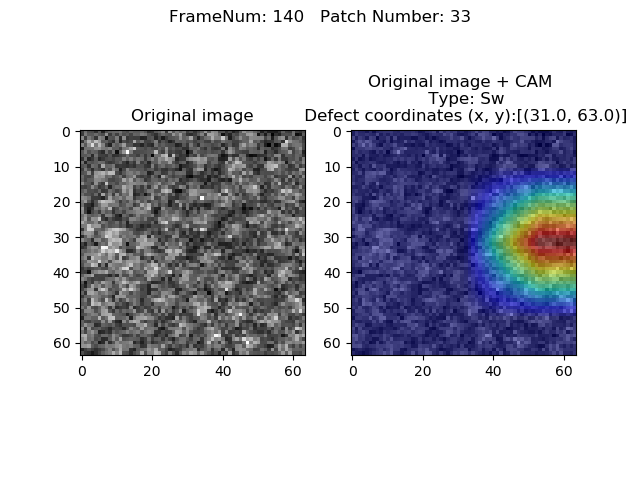 FrameNum: 140   Patch Number: 33
Original image
Original image + CAM
Type: Sw
Defect coordinates (x, y):[(31.0, 63.0)]
0
10
20
30
40
50
60
0 20 40 60
0
10
20
30
40
50
60
0 20 40 60